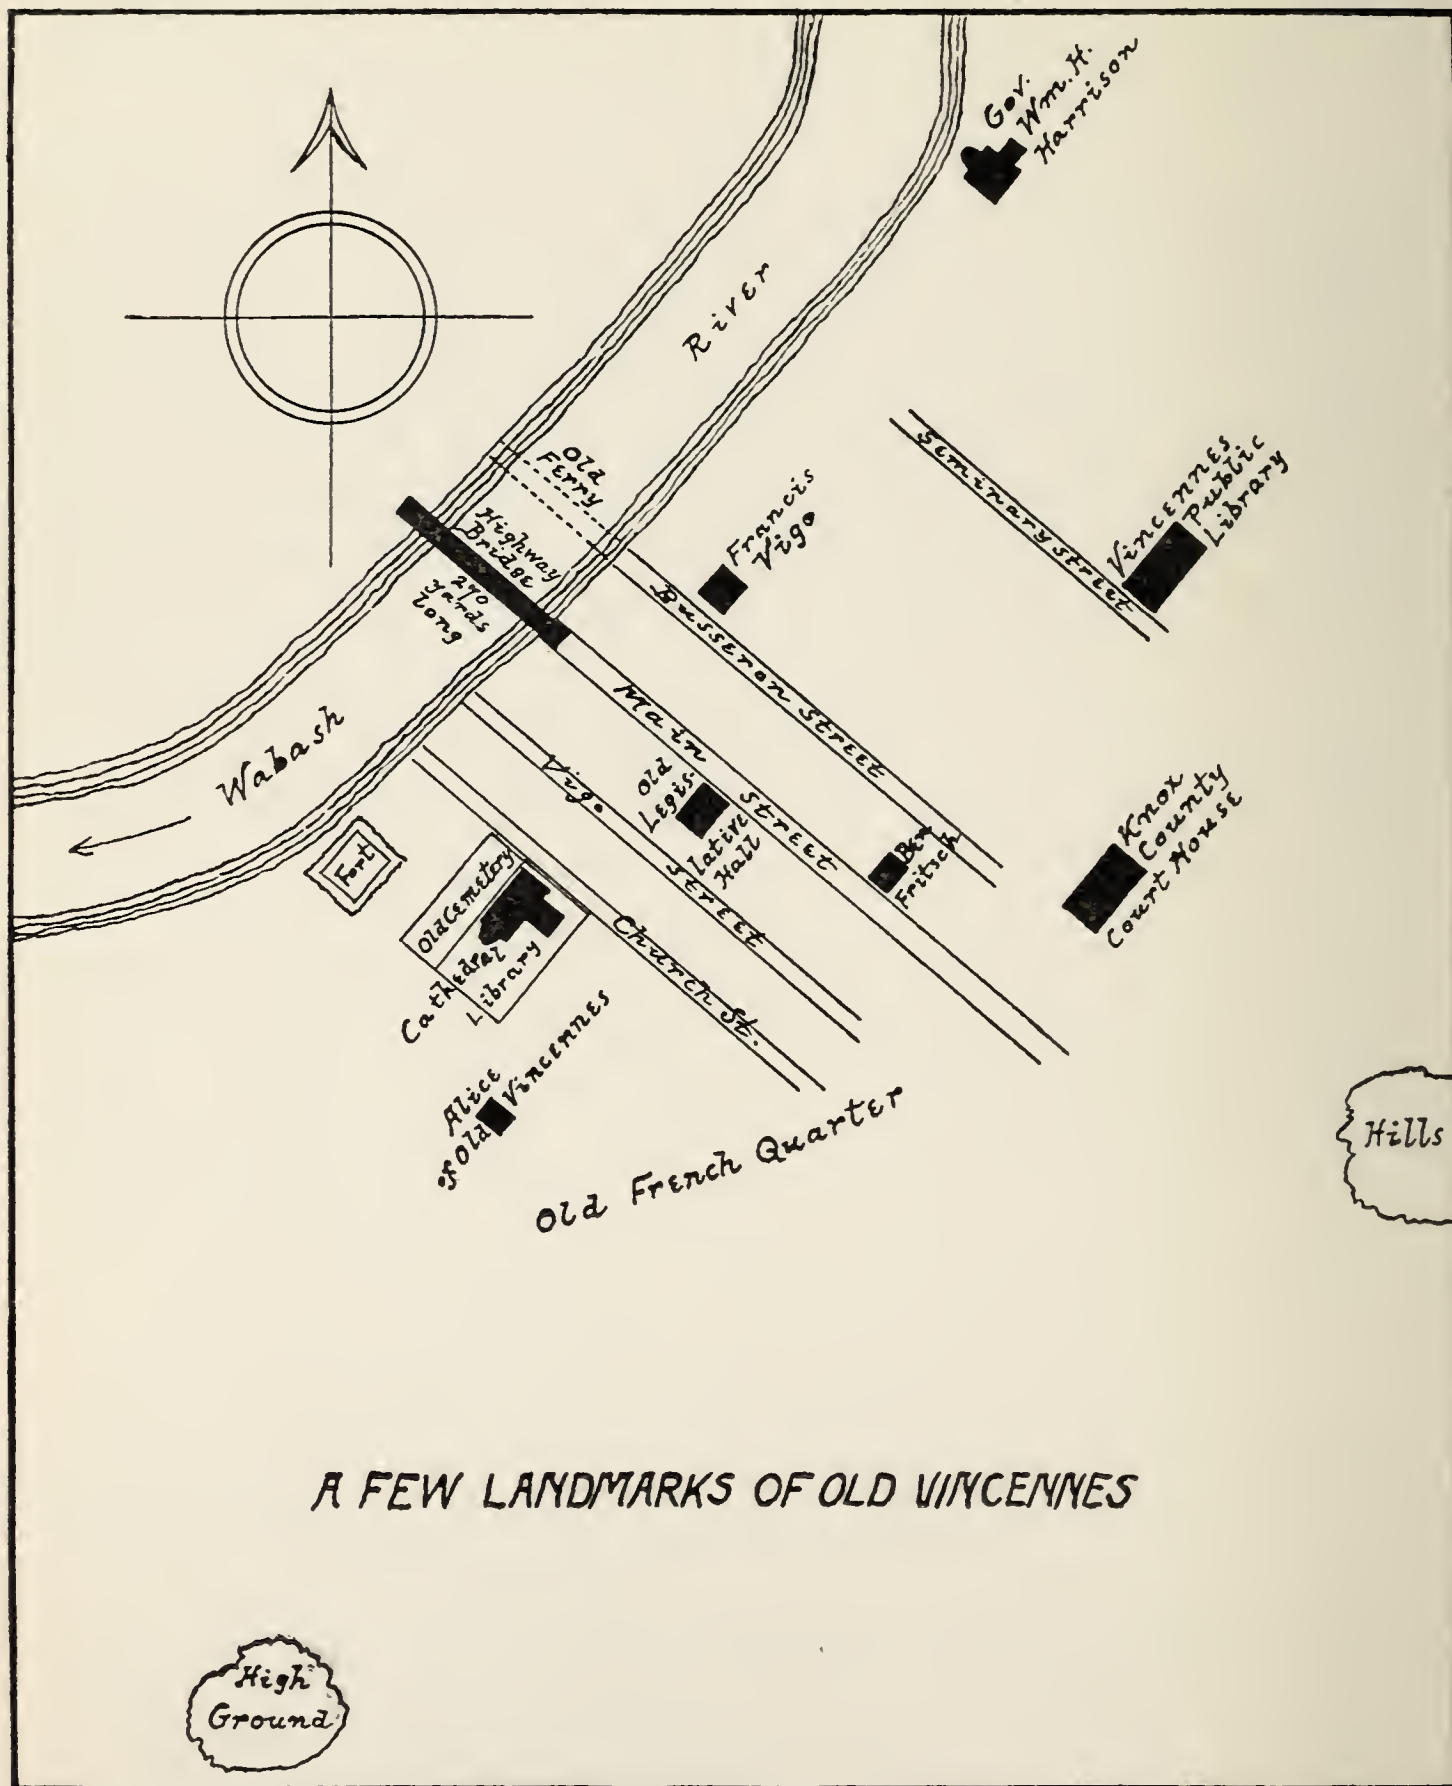 Gov.
Wm. H.
Harrison
River
Old
Ferry
Highway
Bridge
270
yards
Long
Francis
Vigo
Seminary Street
Vincennes
Public
Library
Busseron Street
Main Street
Wabash
Vigo Street
Old
Legis-
lative
Hall
Ben
Fritsch
Knox
County
Court House
Fort
Old Cemetory
Cathedral
Library
Church St.
Alice
of Old Vincennes
Old French Quarter
Hills
A FEW LANDMARKS OF OLD VINCENNES
High
Ground